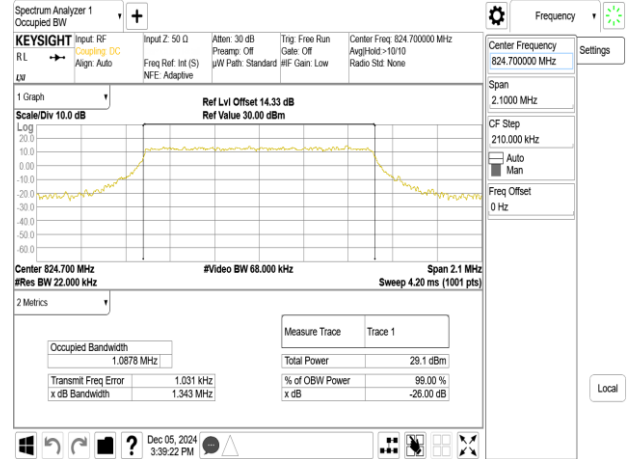 Spectrum Analyzer 1
Occupied BW
Frequency
KEYSIGHT
RL
Input: RF
Coupling: DC
Align: Auto
Input Z: 50 Ω
Freq Ref: Int (S)
NFE: Adaptive
Atten: 30 dB
Preamp: Off
µW Path: Standard
Trig: Free Run
Gate: Off
#IF Gain: Low
Center Freq: 824.700000 MHz
Avg|Hold:>10/10
Radio Std: None
Center Frequency
824.700000 MHz
Settings
Span
2.1000 MHz
CF Step
210.000 kHz
Auto
Man
Freq Offset
0 Hz
1 Graph
Scale/Div 10.0 dB
Ref Lvl Offset 14.33 dB
Ref Value 30.00 dBm
Log
20.0
10.0
0.00
-10.0
-20.0
-30.0
-40.0
-50.0
-60.0
Center 824.700 MHz
#Res BW 22.000 kHz
#Video BW 68.000 kHz
Span 2.1 MHz
Sweep 4.20 ms (1001 pts)
2 Metrics
Measure Trace Trace 1
Occupied Bandwidth
1.0878 MHz
Total Power 29.1 dBm
Transmit Freq Error 1.031 kHz
% of OBW Power 99.00 %
x dB Bandwidth 1.343 MHz
x dB -26.00 dB
Local
Dec 05, 2024
3:39:22 PM